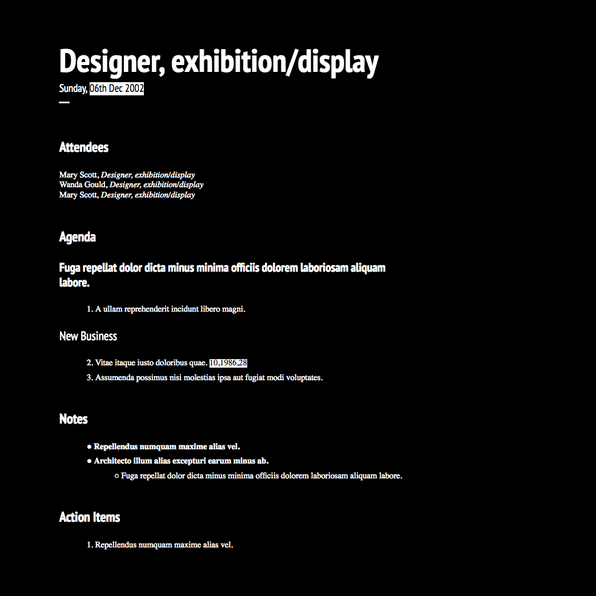 Designer, exhibition/display
Sunday, 06th Dec 2002
Attendees
Mary Scott, Designer, exhibition/display
Wanda Gould, Designer, exhibition/display
Mary Scott, Designer, exhibition/display
Agenda
Fuga repellat dolor dicta minus minima officiis dolorem laboriosam aliquam
labore.
1. A ullam reprehenderit incidunt libero magni.
New Business
2. Vitae itaque iusto doloribus quae. 10,1986,28
3. Assumenda possimus nisi molestias ipsa aut fugiat modi voluptates.
Notes
● Repellendus numquam maxime alias vel.
● Architecto illum alias excepturi earum minus ab.
○ Fuga repellat dolor dicta minus minima officiis dolorem laboriosam aliquam labore.
Action Items
1. Repellendus numquam maxime alias vel.